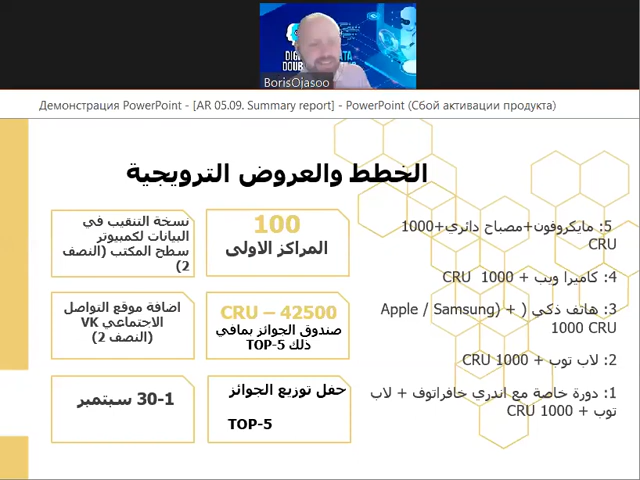 BorisOjasoo
Демонстрация PowerPoint - [AR 05.09. Summary report] - PowerPoint (Сбой активации продукта)
الخطط والعروض الترويجية
5: مايكروفون+مصباح دائري+1000
CRU
4: كاميرا ويب + 1000 CRU
3: هاتف ذكي ( + (Apple / Samsung
1000 CRU
2: لاب توب + 1000 CRU
1: دورة خاصة مع اندري خافراتوف + لاب
توب + 1000 CRU
100
المراكز الاولى
CRU – 42500
صندوق الجوائز بمافي
ذلك TOP-5
حفل توزيع الجوائز
TOP-5
نسخة التنقيب في
البيانات لكمبيوتر
سطح المكتب (النصف
2)
اضافة موقع التواصل
الاجتماعي VK
(النصف 2)
1-30 سبتمبر